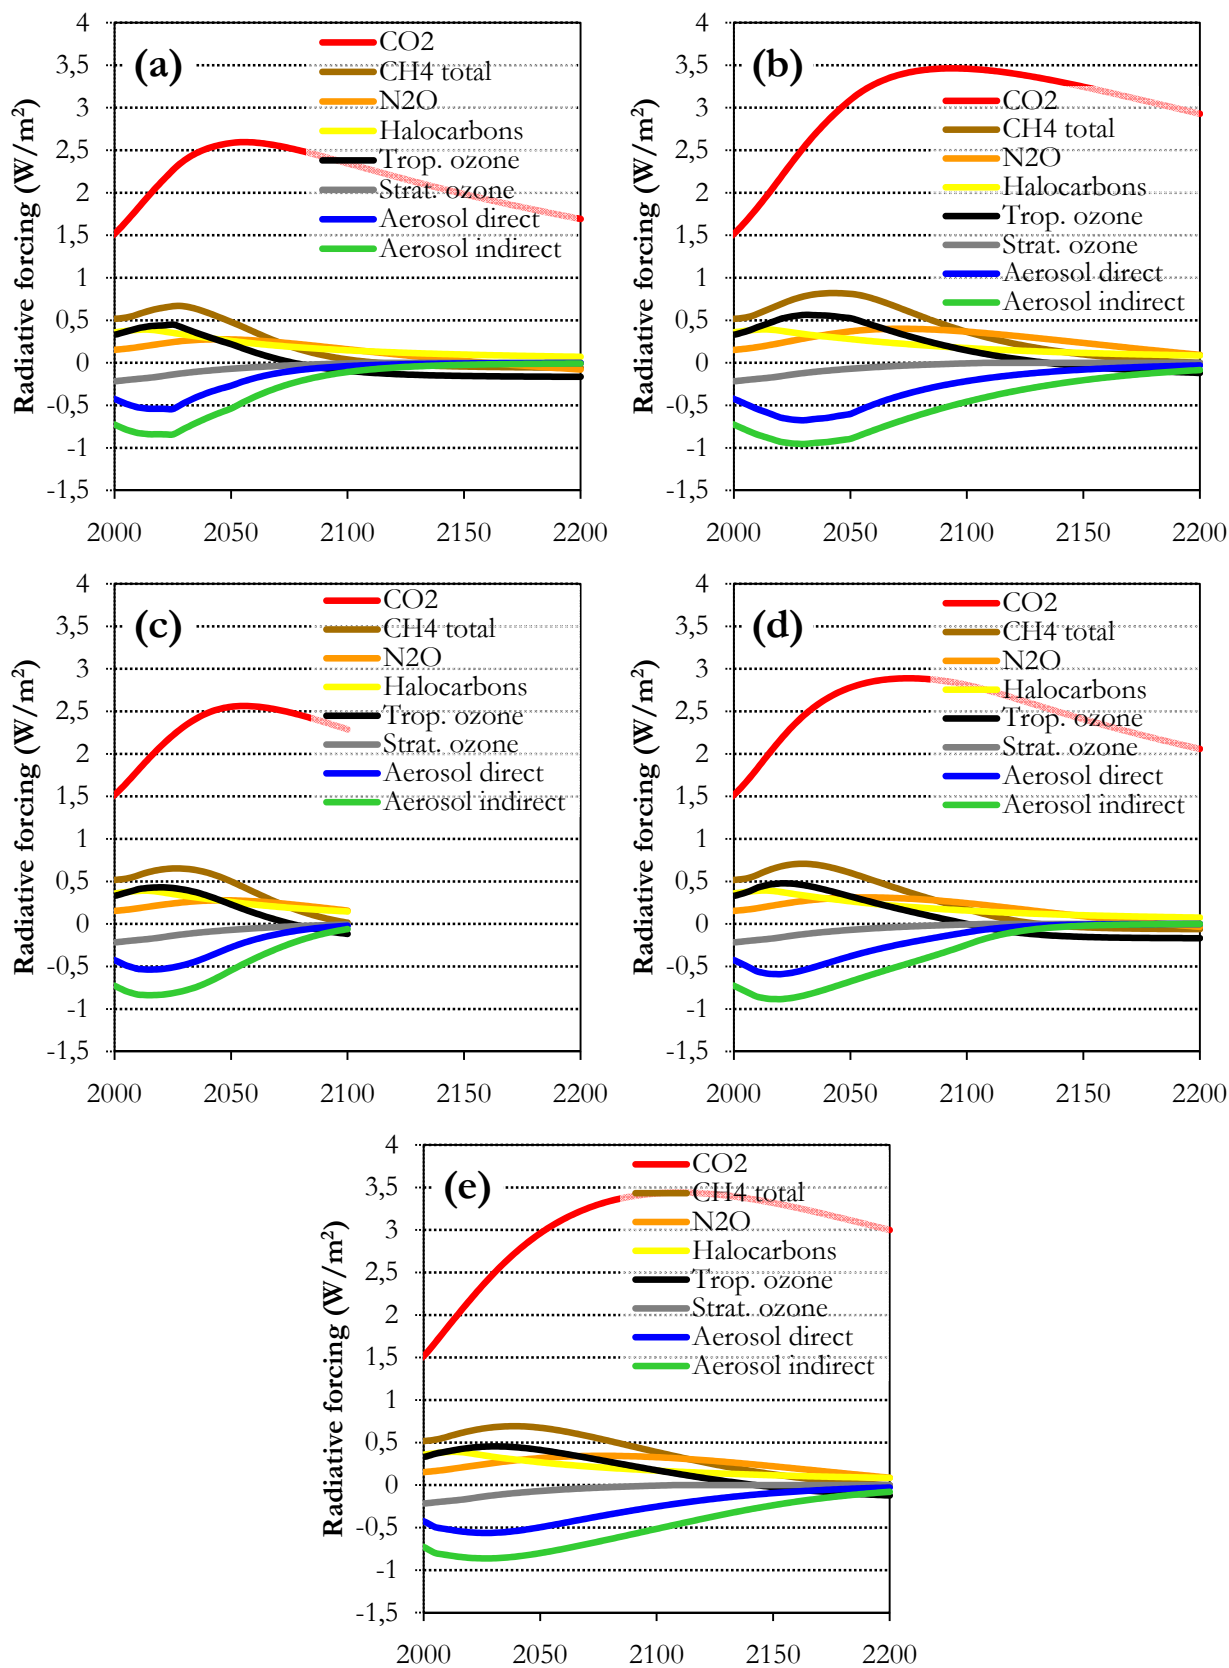 Radiative forcing (W/m²)
(a)
4
3,5
3
2,5
2
1,5
1
0,5
0
-0,5
-1
-1,5
CO2
CH4 total
N2O
Halocarbons
Trop. ozone
Strat. ozone
Aerosol direct
Aerosol indirect
2000 2050 2100 2150 2200
Radiative forcing (W/m²)
(b)
4
3,5
3
2,5
2
1,5
1
0,5
0
-0,5
-1
-1,5
CO2
CH4 total
N2O
Halocarbons
Trop. ozone
Strat. ozone
Aerosol direct
Aerosol indirect
2000 2050 2100 2150 2200
Radiative forcing (W/m²)
(c)
4
3,5
3
2,5
2
1,5
1
0,5
0
-0,5
-1
-1,5
CO2
CH4 total
N2O
Halocarbons
Trop. ozone
Strat. ozone
Aerosol direct
Aerosol indirect
2000 2050 2100 2150 2200
Radiative forcing (W/m²)
(d)
4
3,5
3
2,5
2
1,5
1
0,5
0
-0,5
-1
-1,5
CO2
CH4 total
N2O
Halocarbons
Trop. ozone
Strat. ozone
Aerosol direct
Aerosol indirect
2000 2050 2100 2150 2200
Radiative forcing (W/m²)
(e)
4
3,5
3
2,5
2
1,5
1
0,5
0
-0,5
-1
-1,5
CO2
CH4 total
N2O
Halocarbons
Trop. ozone
Strat. ozone
Aerosol direct
Aerosol indirect
2000 2050 2100 2150 2200